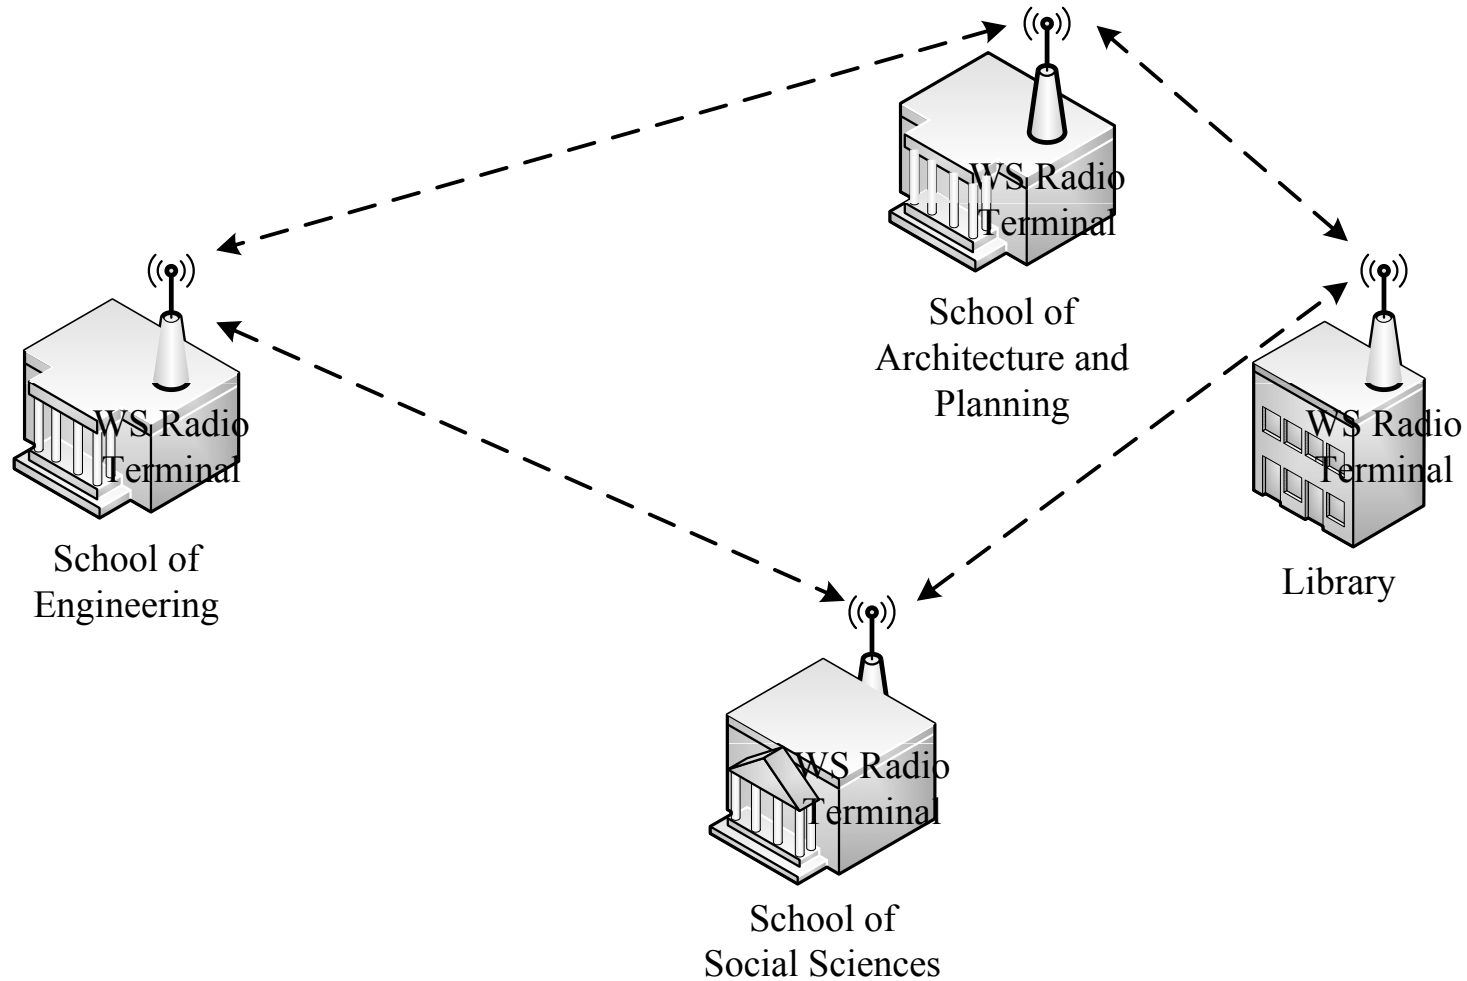 WS Radio
Terminal
School of
Architecture and
Planning
WS Radio
Terminal
School of
Engineering
WS Radio
Terminal
Library
WS Radio
Terminal
School of
Social Sciences